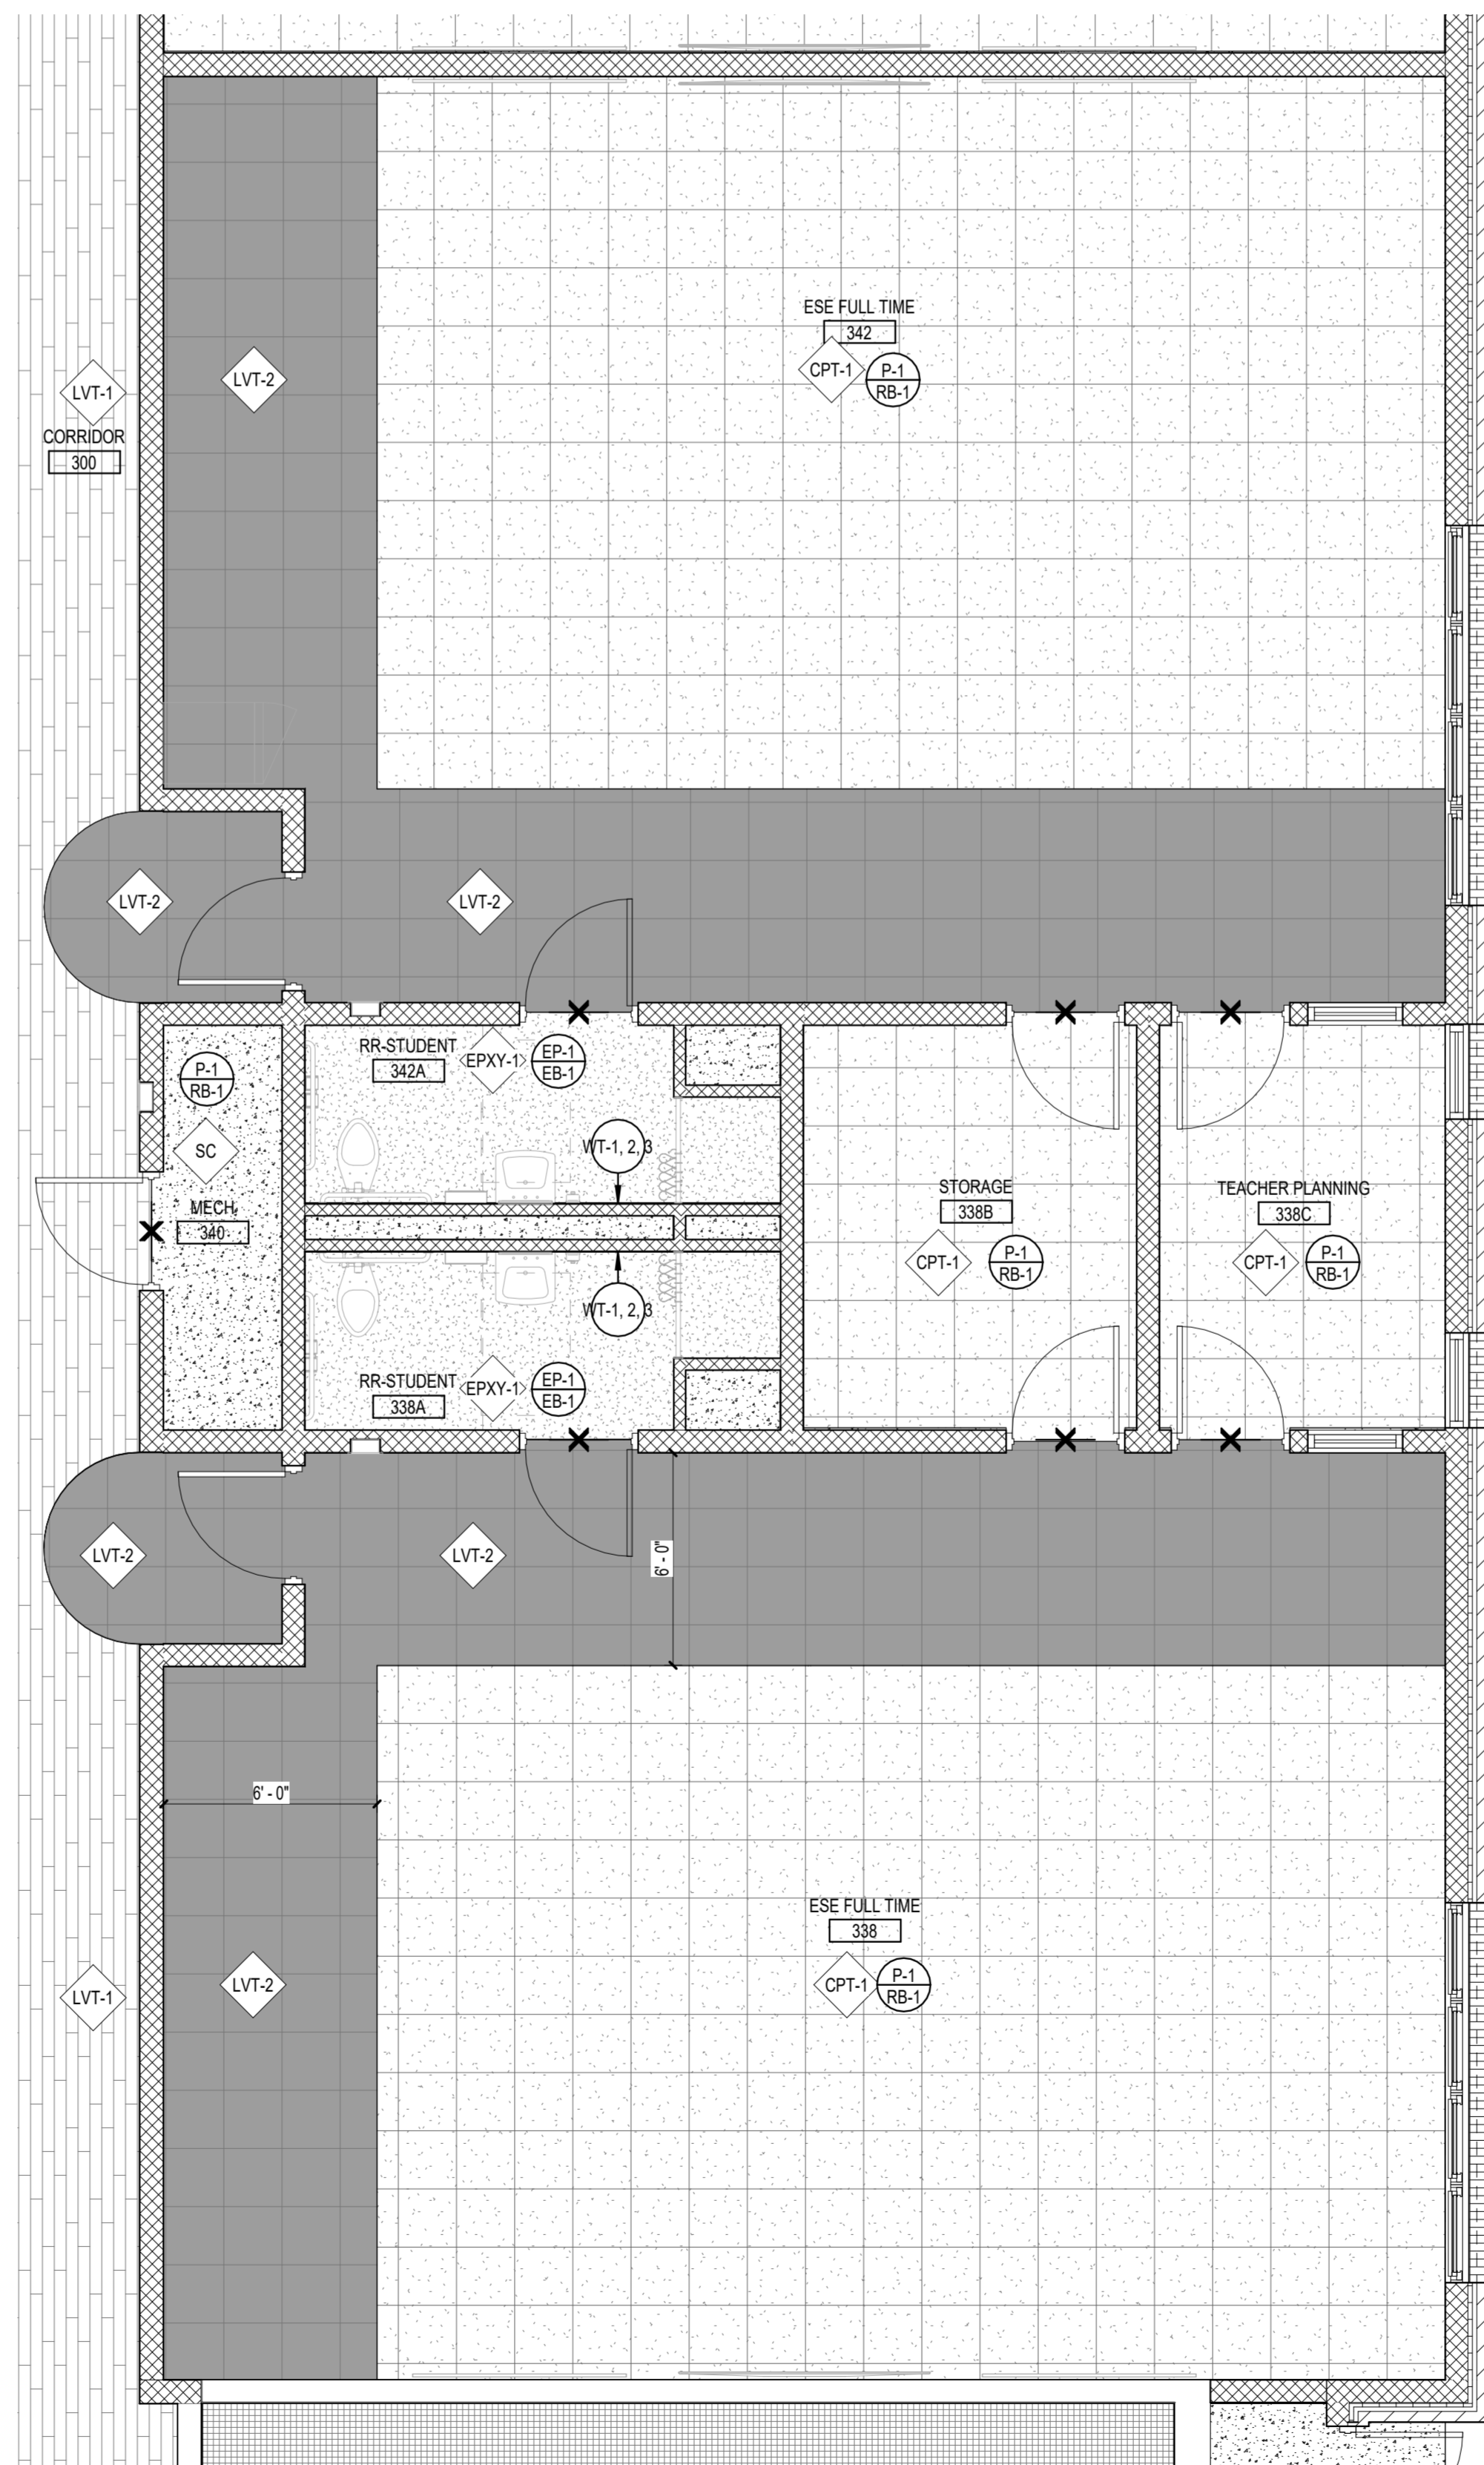 ESE FULL TIME
342
CPT-1
P-1
RB-1
LVT-2
LVT-1
CORRIDOR
300
LVT-2
LVT-2
RR-STUDENT
342A
EPXY-1
EP-1
EB-1
P-1
RB-1
SC
MECH.
340
WT-1, 2, 3
STORAGE
338B
CPT-1
P-1
RB-1
TEACHER PLANNING
338C
CPT-1
P-1
RB-1
WT-1, 2, 3
RR-STUDENT
338A
EPXY-1
EP-1
EB-1
LVT-2
LVT-2
6' - 0"
6' - 0"
ESE FULL TIME
338
CPT-1
P-1
RB-1
LVT-2
LVT-1